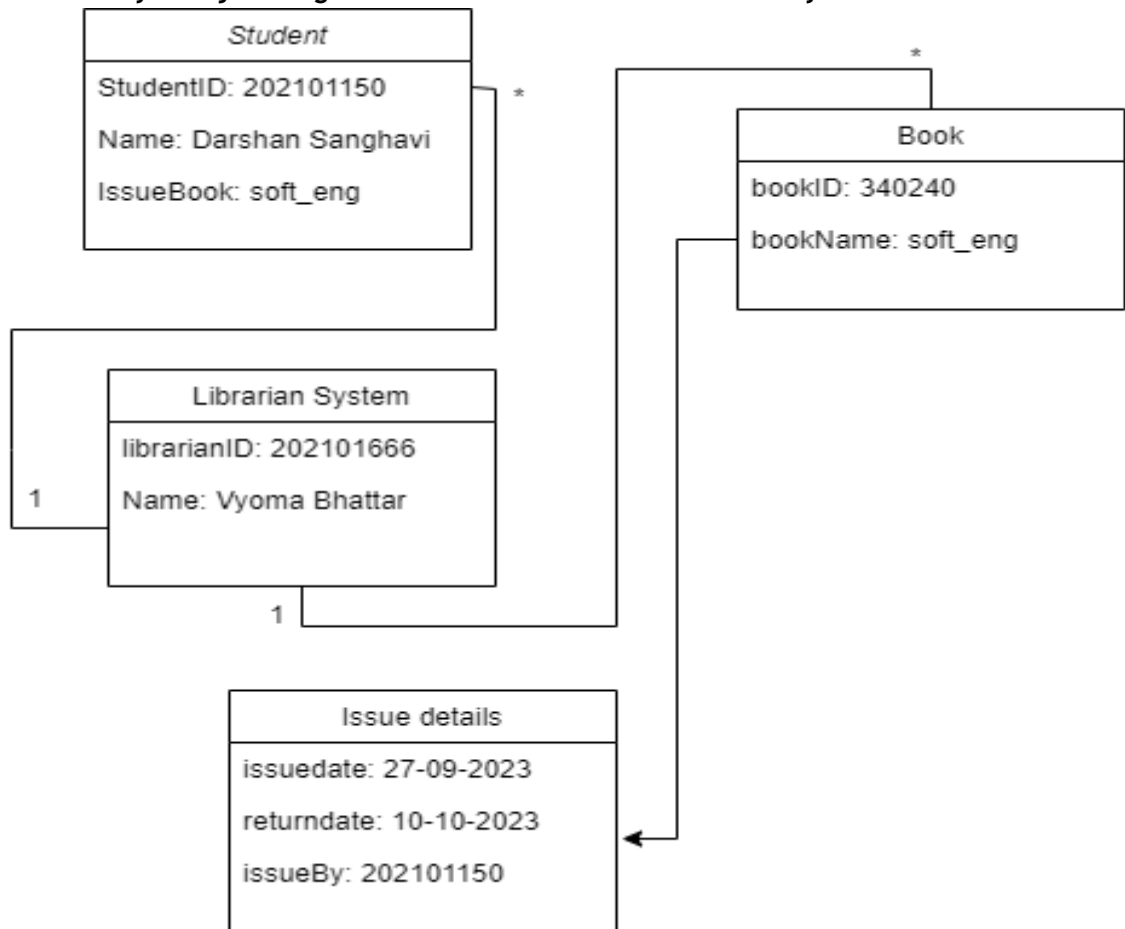 Student
StudentID: 202101150
Name: Darshan Sanghavi
IssueBook: soft_eng
*
*
Book
bookID: 340240
bookName: soft_eng
Librarian System
librarianID: 202101666
Name: Vyoma Bhattar
1
1
Issue details
issuedate: 27-09-2023
returndate: 10-10-2023
issueBy: 202101150